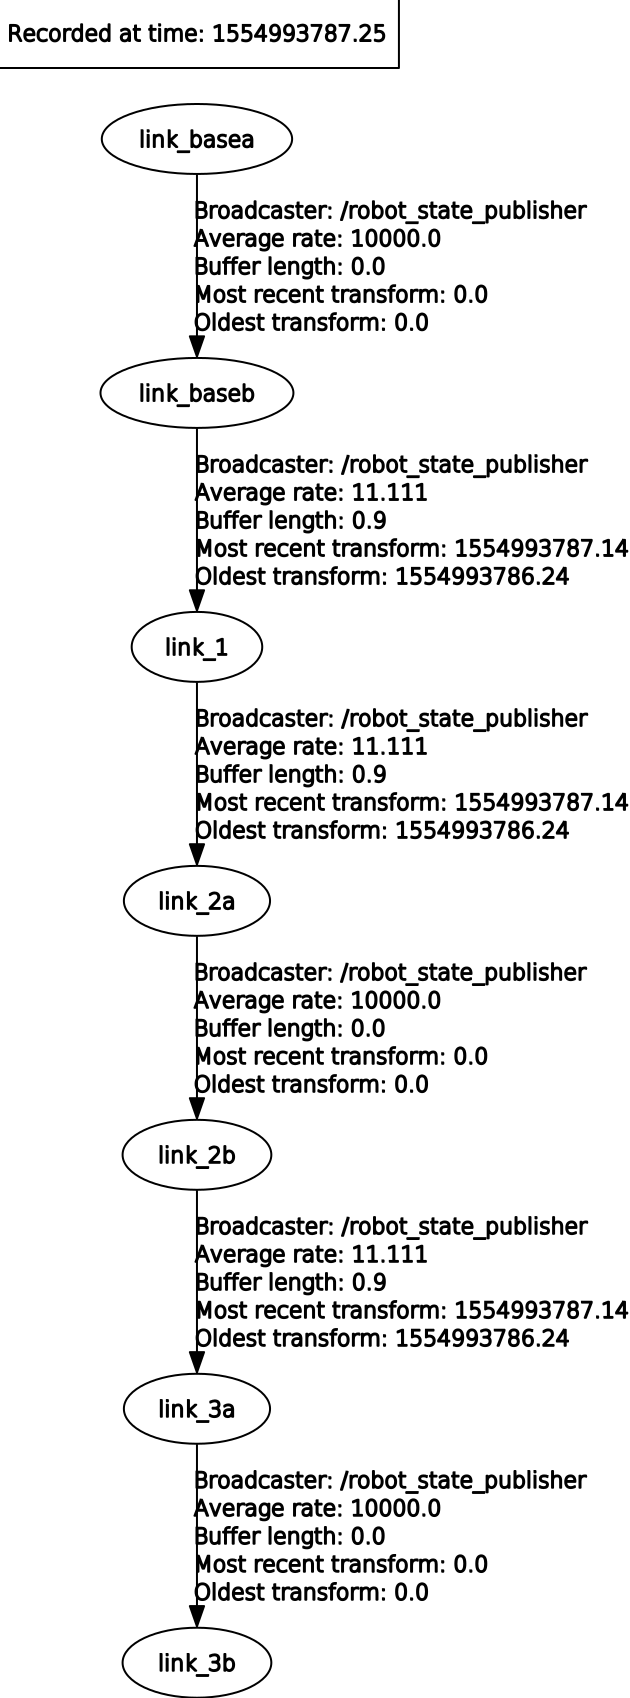 Recorded at time: 1554993787.25
link_basea
Broadcaster: /robot_state_publisher
Average rate: 10000.0
Buffer length: 0.0
Most recent transform: 0.0
Oldest transform: 0.0
link_baseb
Broadcaster: /robot_state_publisher
Average rate: 11.111
Buffer length: 0.9
Most recent transform: 1554993787.14
Oldest transform: 1554993786.24
link_1
Broadcaster: /robot_state_publisher
Average rate: 11.111
Buffer length: 0.9
Most recent transform: 1554993787.14
Oldest transform: 1554993786.24
link_2a
Broadcaster: /robot_state_publisher
Average rate: 10000.0
Buffer length: 0.0
Most recent transform: 0.0
Oldest transform: 0.0
link_2b
Broadcaster: /robot_state_publisher
Average rate: 11.111
Buffer length: 0.9
Most recent transform: 1554993787.14
Oldest transform: 1554993786.24
link_3a
Broadcaster: /robot_state_publisher
Average rate: 10000.0
Buffer length: 0.0
Most recent transform: 0.0
Oldest transform: 0.0
link_3b